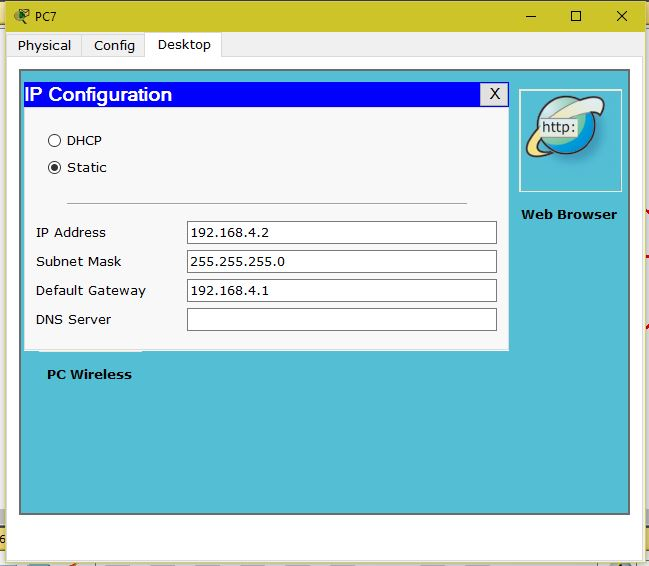 PC7
Physical Config Desktop
IP Configuration X
http:
DHCP
Static
Web Browser
IP Address 192.168.4.2
Subnet Mask 255.255.255.0
Default Gateway 192.168.4.1
DNS Server
PC Wireless
6